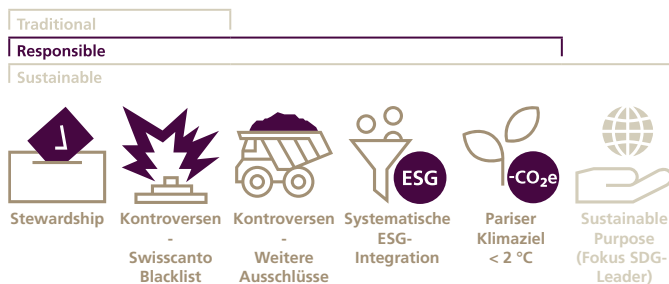 Traditional
Responsible
Sustainable
ESG
-CO₂e
Stewardship
Kontroversen
-
Swisscanto
Blacklist
Kontroversen
-
Weitere
Ausschlüsse
Systematische
ESG-
Integration
Pariser
Klimaziel
< 2 °C
Sustainable
Purpose
(Fokus SDG-
Leader)